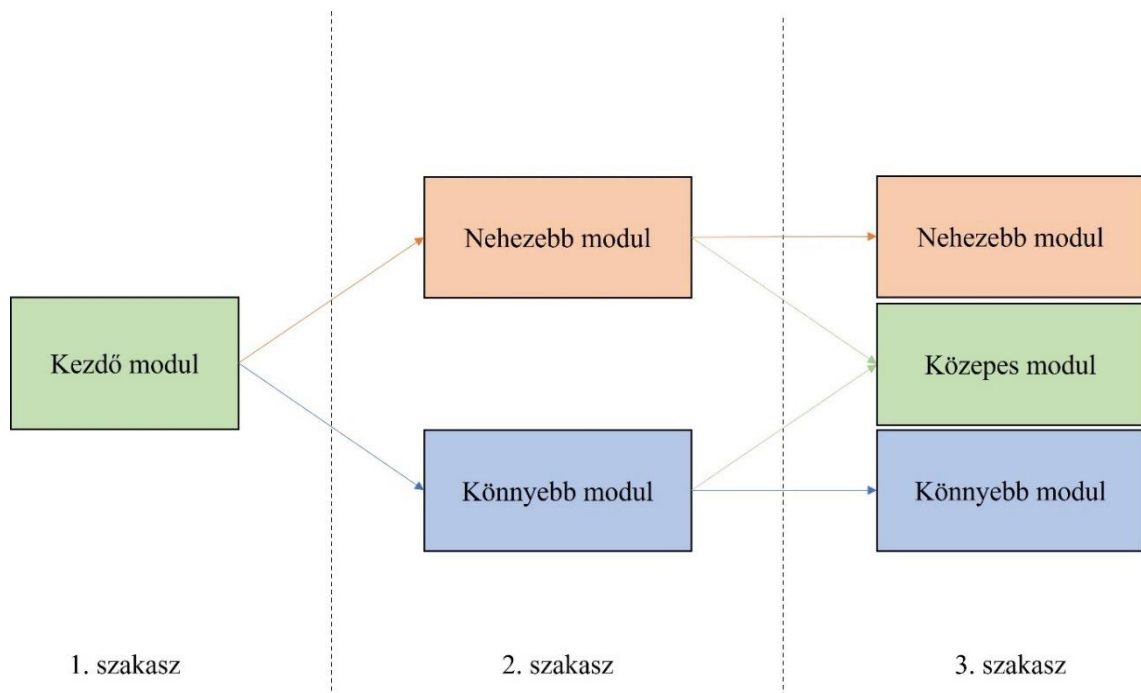 Nehezebb modul
Nehezebb modul
Kezdő modul
Közepes modul
Könnyebb modul
Könnyebb modul
1. szakasz
2. szakasz
3. szakasz